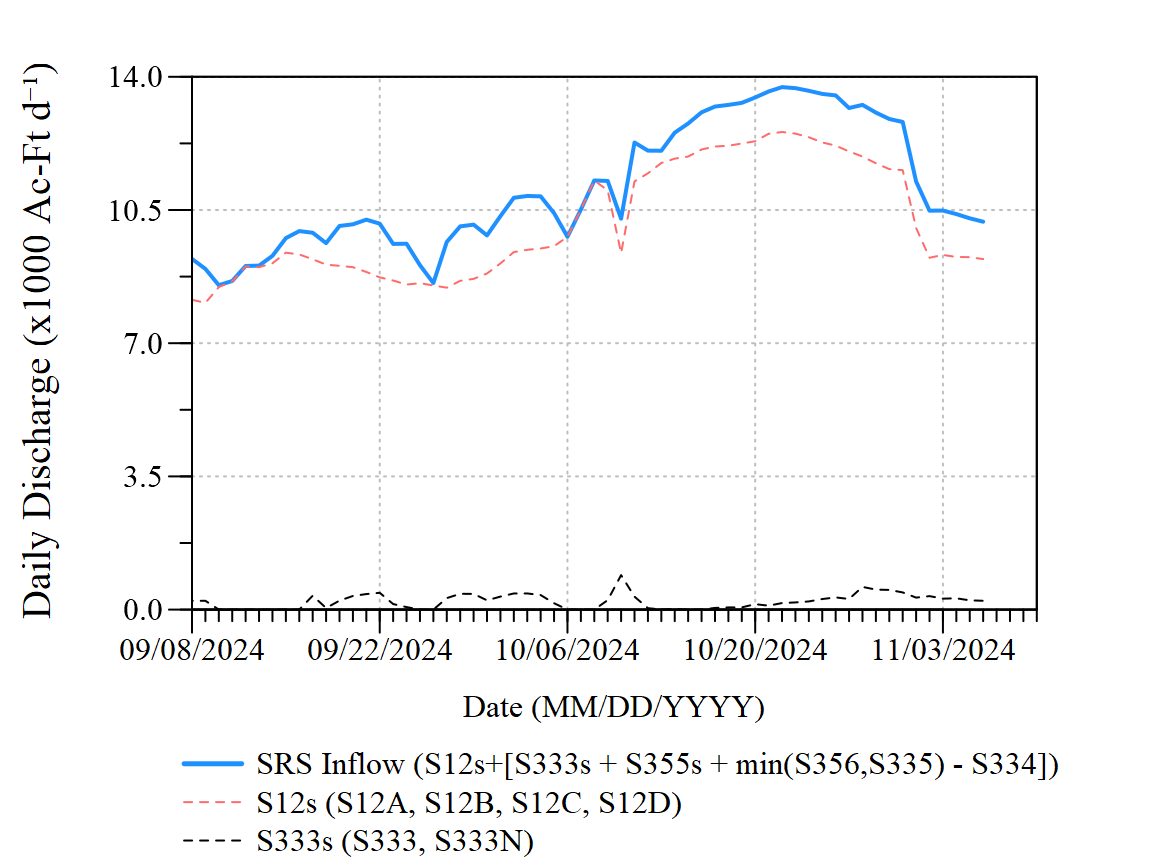 Daily Discharge (x1000 Ac-Ft d⁻¹)
14.0
10.5
7.0
3.5
0.0
09/08/2024 09/22/2024 10/06/2024 10/20/2024 11/03/2024
Date (MM/DD/YYYY)
SRS Inflow (S12s+[S333s + S355s + min(S356,S335) - S334])
S12s (S12A, S12B, S12C, S12D)
S333s (S333, S333N)